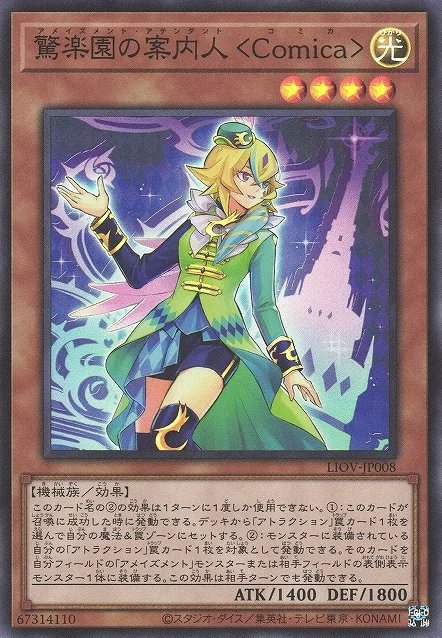 アメイズメント・アテンダント コミカ
驚楽園の案内人 <Comica>
ひかり
光
LIOV-JP008
【機械族／効果】
このカード名の②の効果は1ターンに1度しか使用できない。①：このカードが
召喚に成功した時に発動できる。デッキから「アトラクション」罠カード1枚を
選んで自分の魔法＆罠ゾーンにセットする。②：モンスターに装備されている
自分の「アトラクション」罠カード1枚を対象として発動できる。そのカードを
自分フィールドの「アメイズメント」モンスターまたは相手フィールドの表側表示
モンスター1体に装備する。この効果は相手ターンでも発動できる。
ATK/1400 DEF/1800
67314110
©スタジオ・ダイス／集英社・テレビ東京・KONAMI